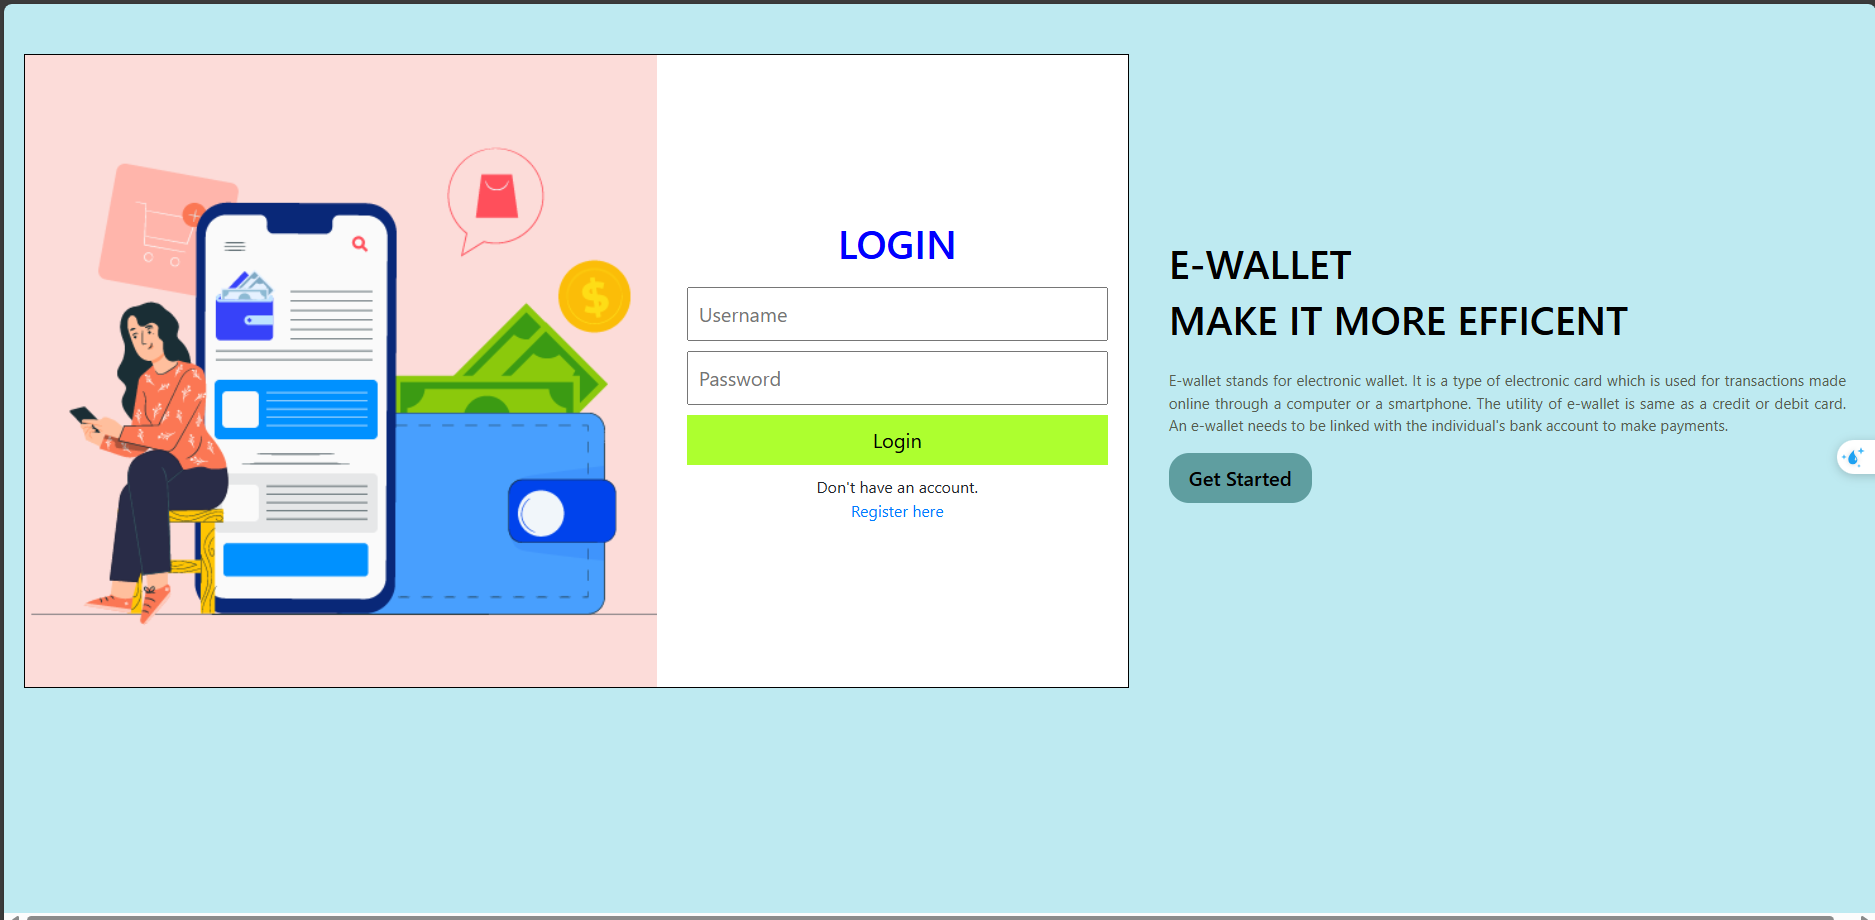 LOGIN
Username
Password
Login
Don't have an account.
Register here
E-WALLET
MAKE IT MORE EFFICENT
E-wallet stands for electronic wallet. It is a type of electronic card which is used for transactions made
online through a computer or a smartphone. The utility of e-wallet is same as a credit or debit card.
An e-wallet needs to be linked with the individual's bank account to make payments.
Get Started